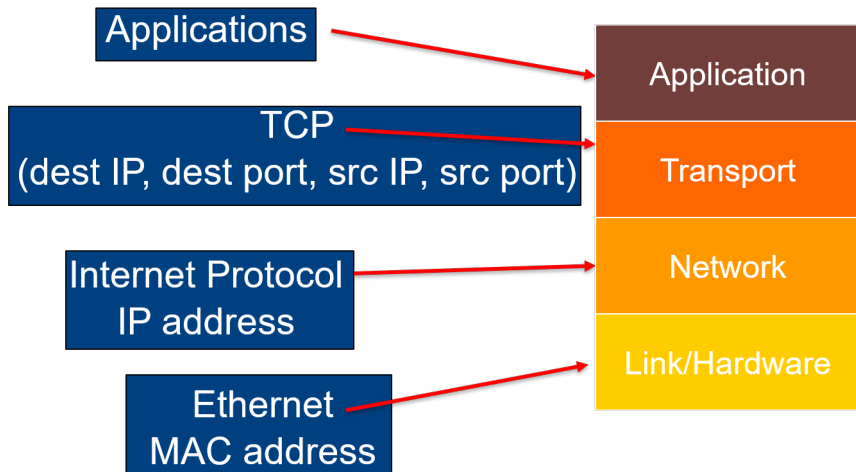 Applications
Application
TCP
(dest IP, dest port, src IP, src port)
Transport
Internet Protocol
IP address
Network
Link/Hardware
Ethernet
MAC address